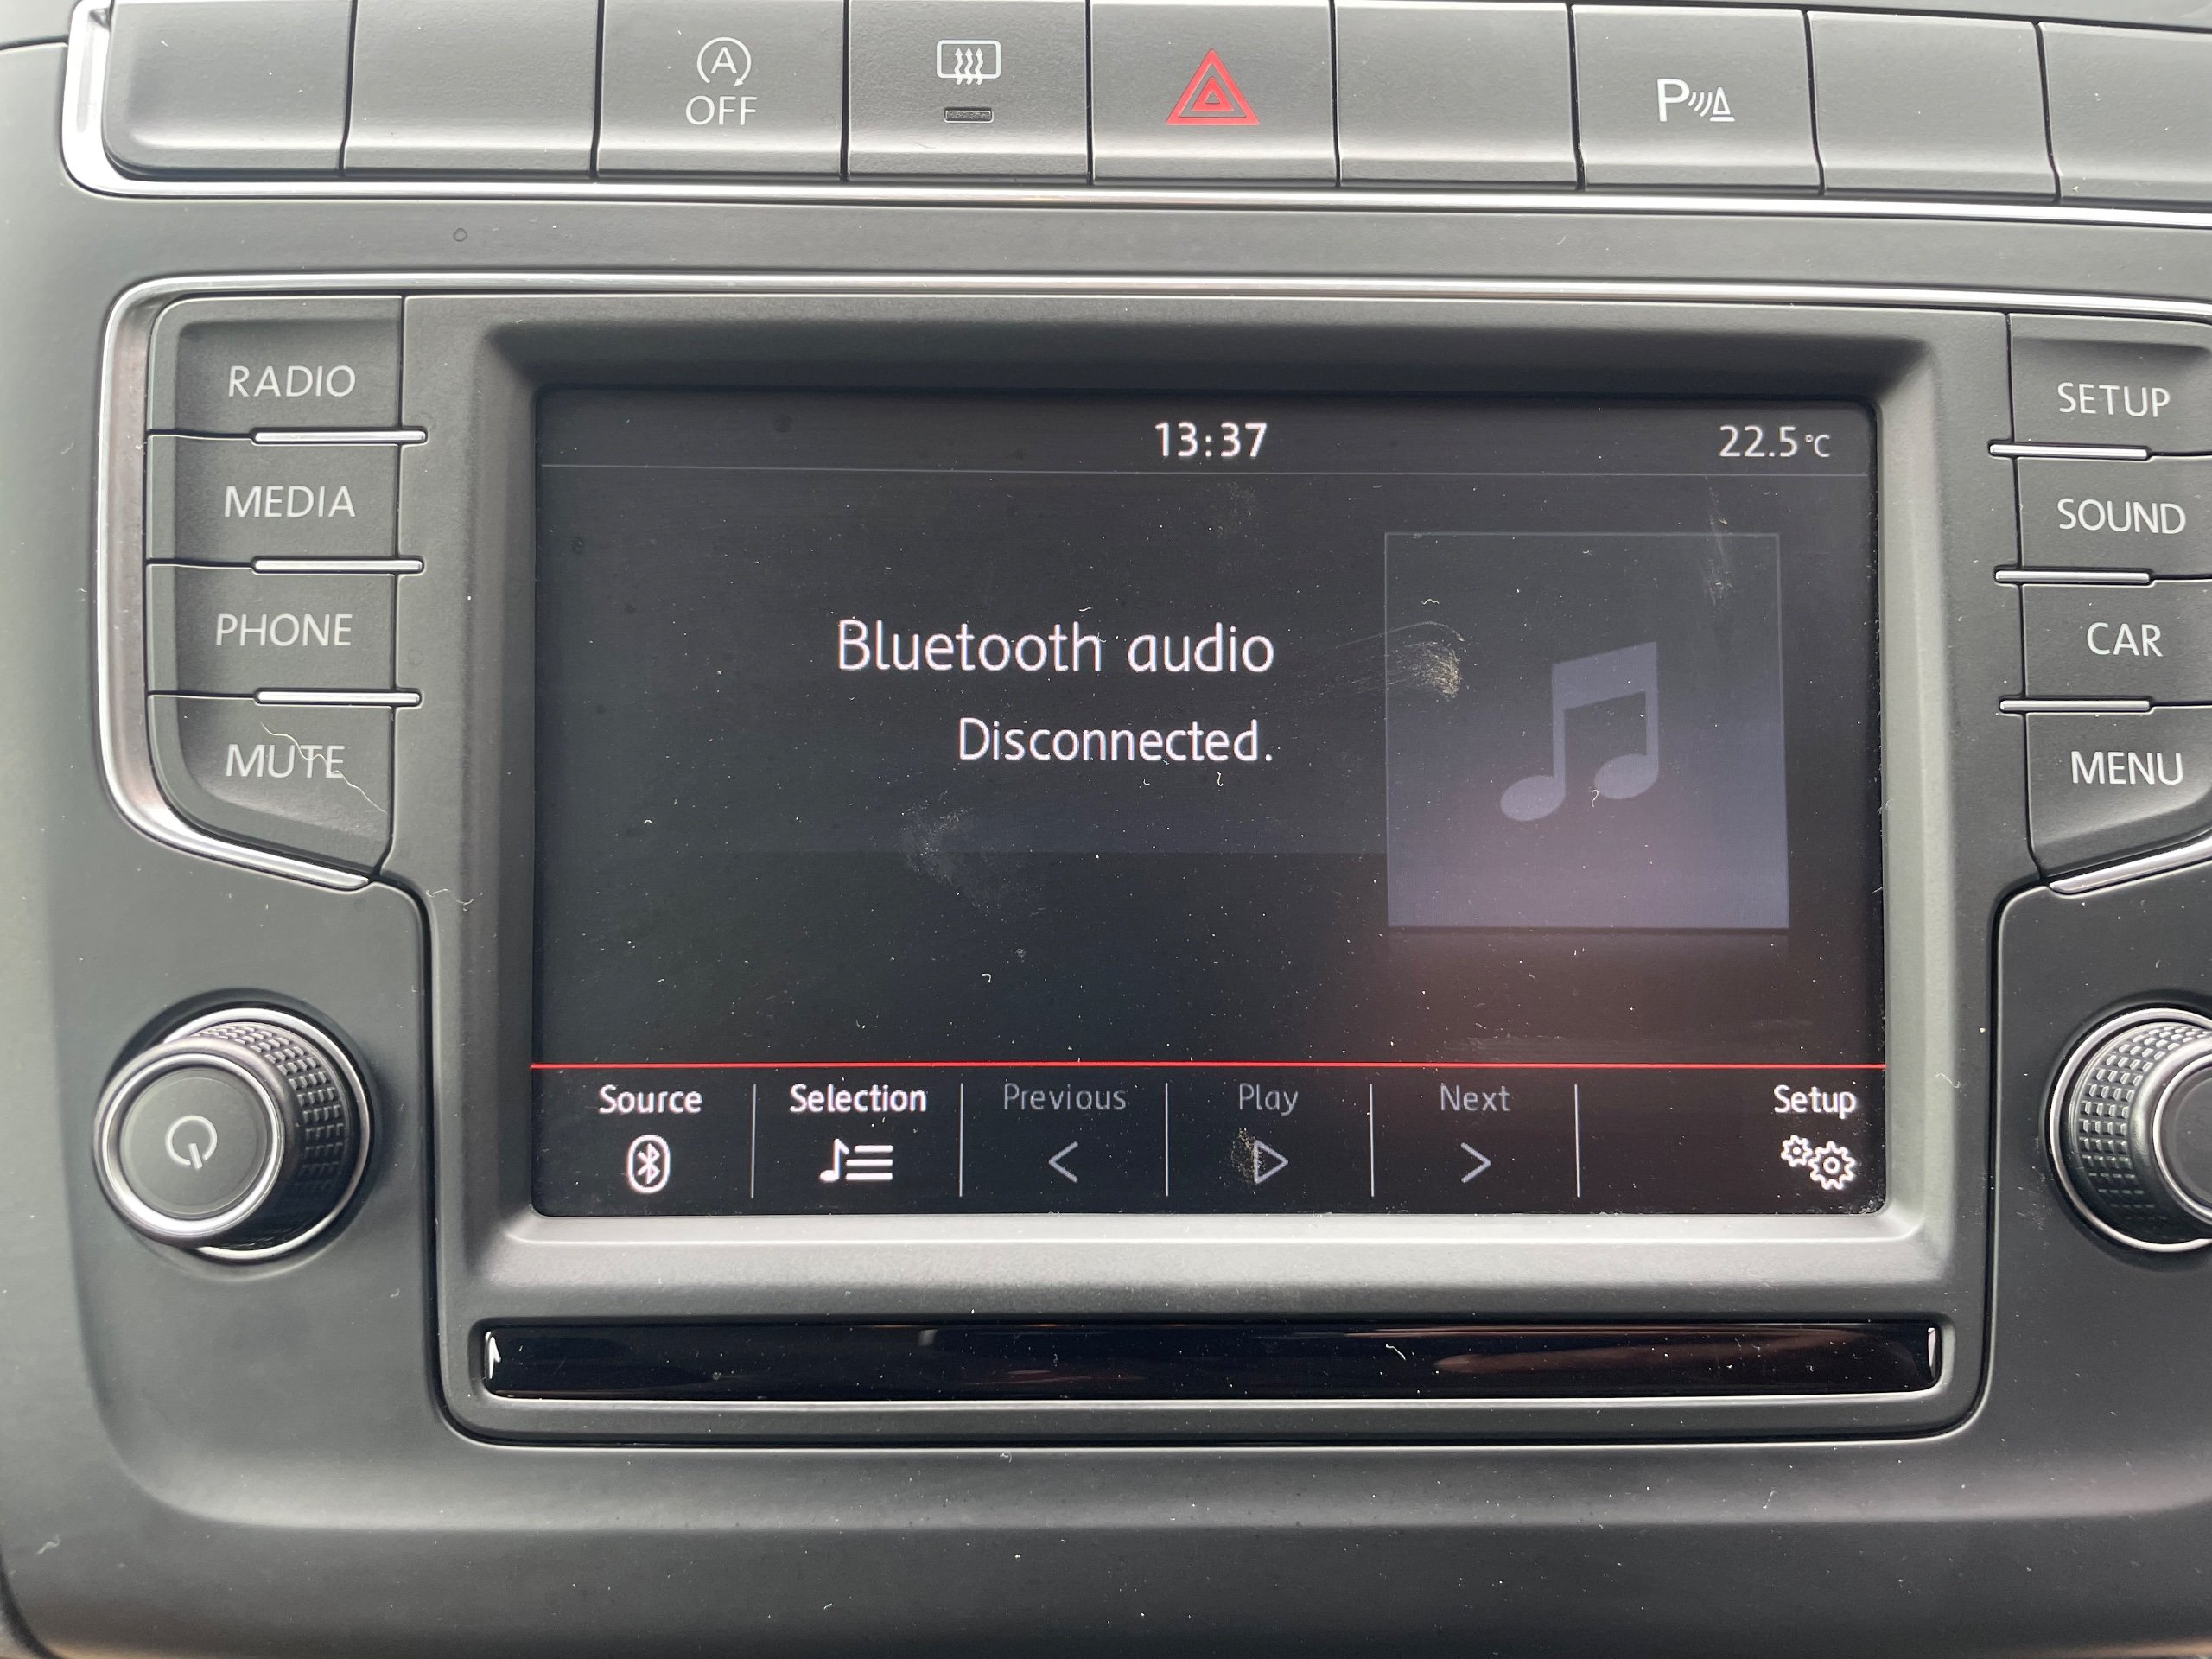 A
OFF
P
RADIO
MEDIA
PHONE
MUTE
13:37
22.5°C
Bluetooth audio
Disconnected.
Source
Selection
Previous
Play
Next
Setup
SETUP
SOUND
CAR
MENU